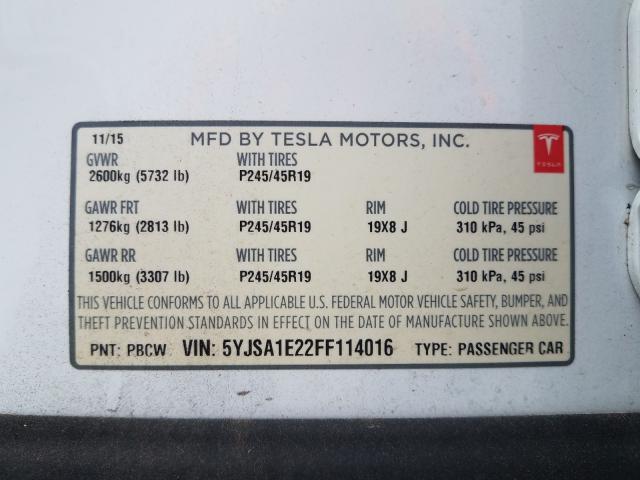 11/15 MFD BY TESLA MOTORS, INC.
GVWR WITH TIRES
2600kg (5732 lb) P245/45R19
TESLA
GAWR FRT WITH TIRES RIM COLD TIRE PRESSURE
1276kg (2813 lb) P245/45R19 19X8 J 310 kPa, 45 psi
GAWR RR WITH TIRES RIM COLD TIRE PRESSURE
1500kg (3307 lb) P245/45R19 19X8 J 310 kPa, 45 psi
THIS VEHICLE CONFORMS TO ALL APPLICABLE U.S. FEDERAL MOTOR VEHICLE SAFETY, BUMPER, AND
THEFT PREVENTION STANDARDS IN EFFECT ON THE DATE OF MANUFACTURE SHOWN ABOVE.
PNT: PBCW VIN: 5YJSA1E22FF114016 TYPE: PASSENGER CAR